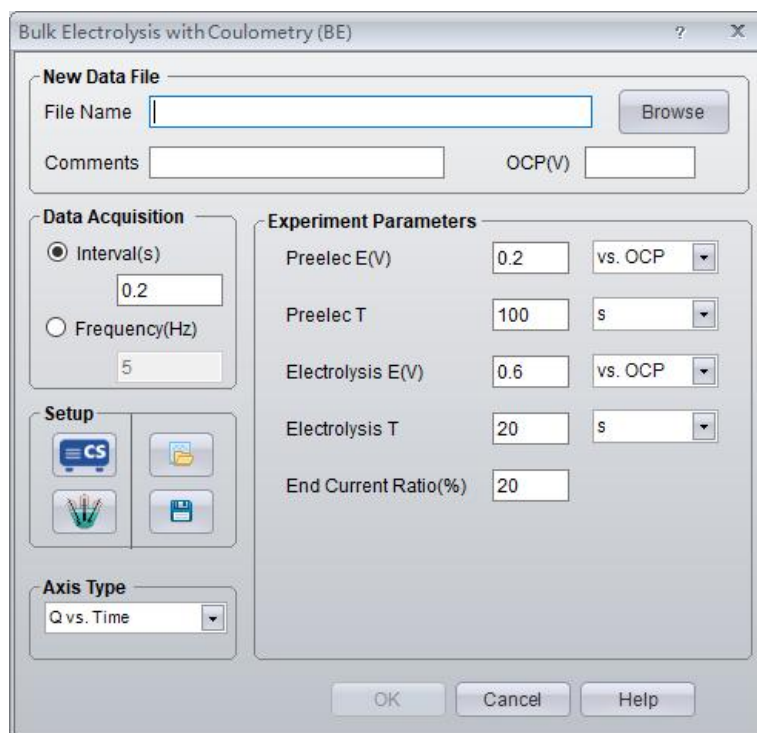 Bulk Electrolysis with Coulometry (BE) ? X
New Data File
File Name Browse
Comments OCP(V)
Data Acquisition
Interval(s)
0.2
Frequency(Hz)
5
Setup
CS
Axis Type
Q vs. Time
Experiment Parameters
Preelec E(V) 0.2 vs. OCP
Preelec T 100 s
Electrolysis E(V) 0.6 vs. OCP
Electrolysis T 20 s
End Current Ratio(%) 20
OK Cancel Help